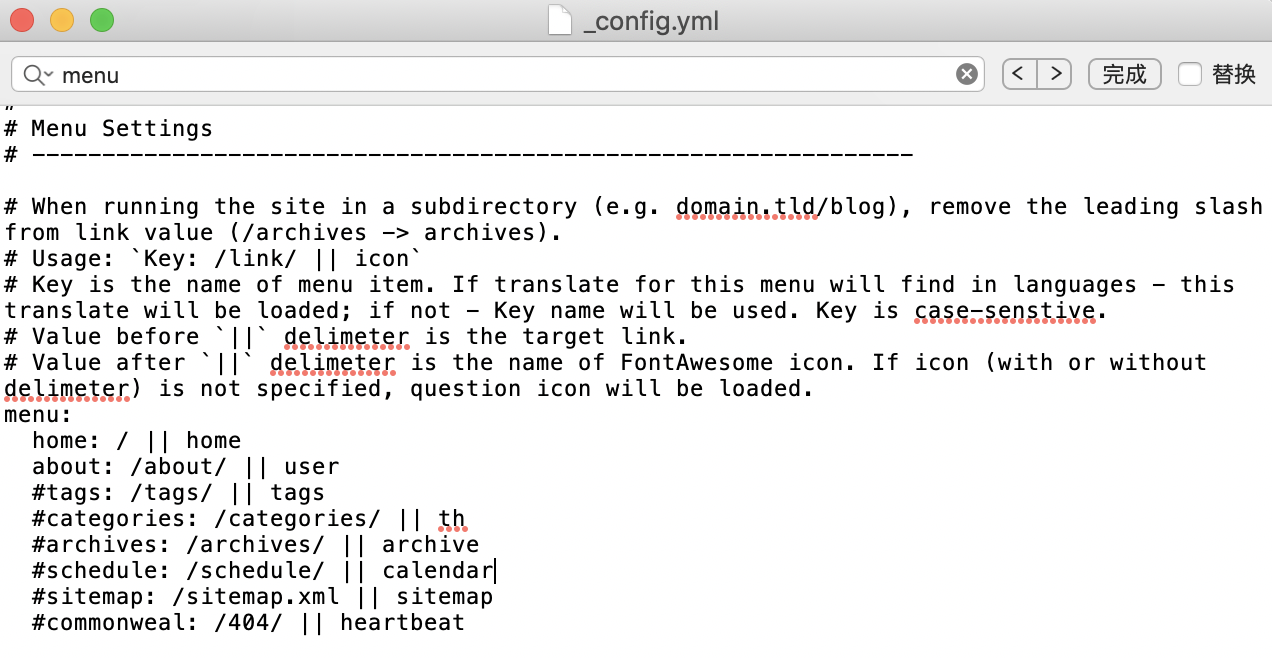 _config.yml
menu
< > 完成 替换
#
# Menu Settings
# ---------------------------------------------------------------
# When running the site in a subdirectory (e.g. domain.tld/blog), remove the leading slash
from link value (/archives -> archives).
# Usage: `Key: /link/ || icon`
# Key is the name of menu item. If translate for this menu will find in languages - this
translate will be loaded; if not - Key name will be used. Key is case-senstive.
# Value before `||` delimeter is the target link.
# Value after `||` delimeter is the name of FontAwesome icon. If icon (with or without
delimeter) is not specified, question icon will be loaded.
menu:
  home: / || home
  about: /about/ || user
  #tags: /tags/ || tags
  #categories: /categories/ || th
  #archives: /archives/ || archive
  #schedule: /schedule/ || calendar
  #sitemap: /sitemap.xml || sitemap
  #commonweal: /404/ || heartbeat